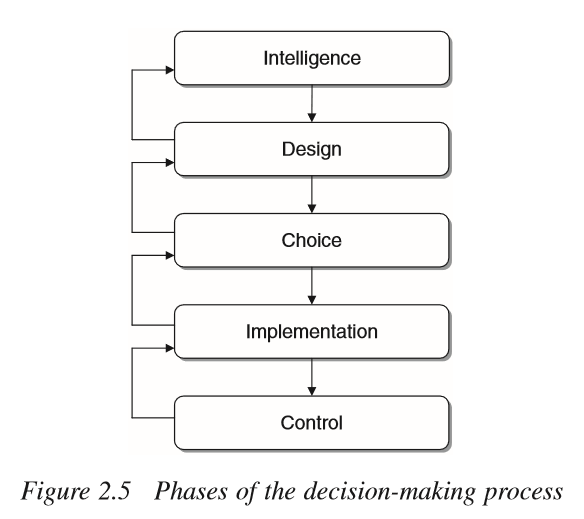 Intelligence
Design
Choice
Implementation
Control
Figure 2.5 Phases of the decision-making process